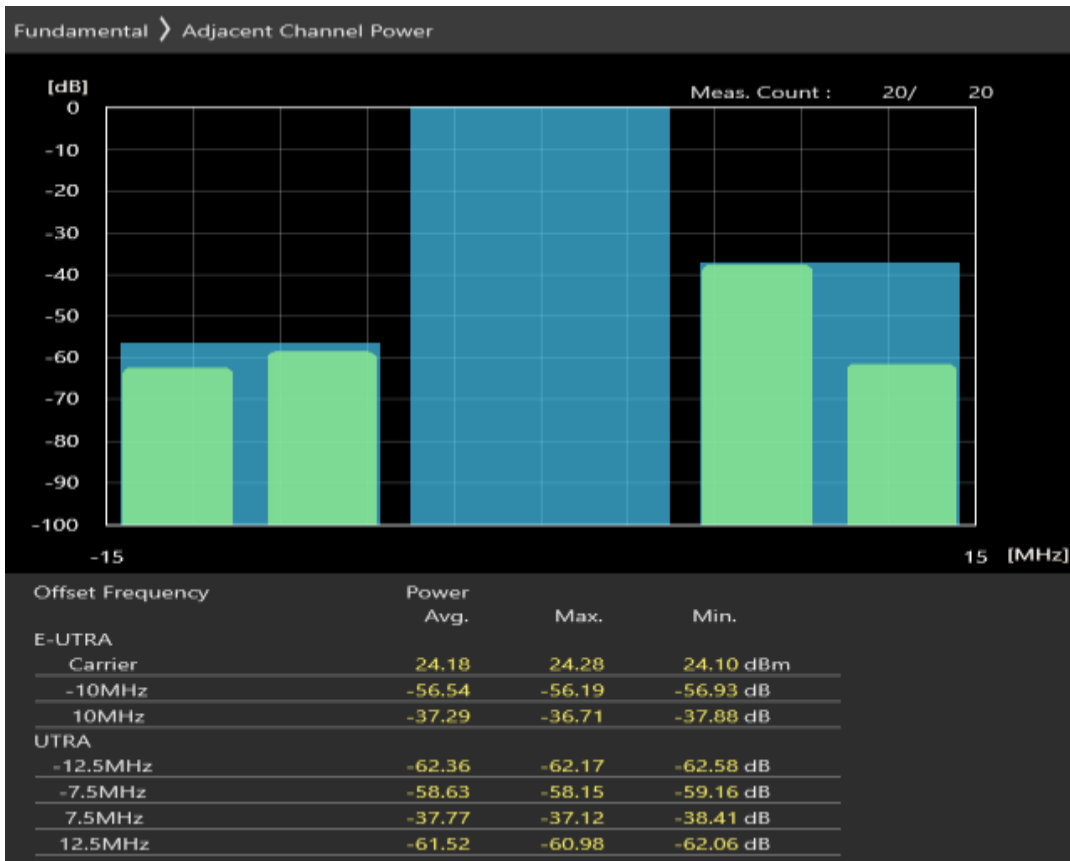 Fundamental 〉 Adjacent Channel Power
[dB]
Meas. Count : 20/ 20
0
-10
-20
-30
-40
-50
-60
-70
-80
-90
-100
-15 15 [MHz]
Offset Frequency Power
Avg. Max. Min.
E-UTRA
Carrier 24.18 24.28 24.10 dBm
-10MHz -56.54 -56.19 -56.93 dB
10MHz -37.29 -36.71 -37.88 dB
UTRA
-12.5MHz -62.36 -62.17 -62.58 dB
-7.5MHz -58.63 -58.15 -59.16 dB
7.5MHz -37.77 -37.12 -38.41 dB
12.5MHz -61.52 -60.98 -62.06 dB